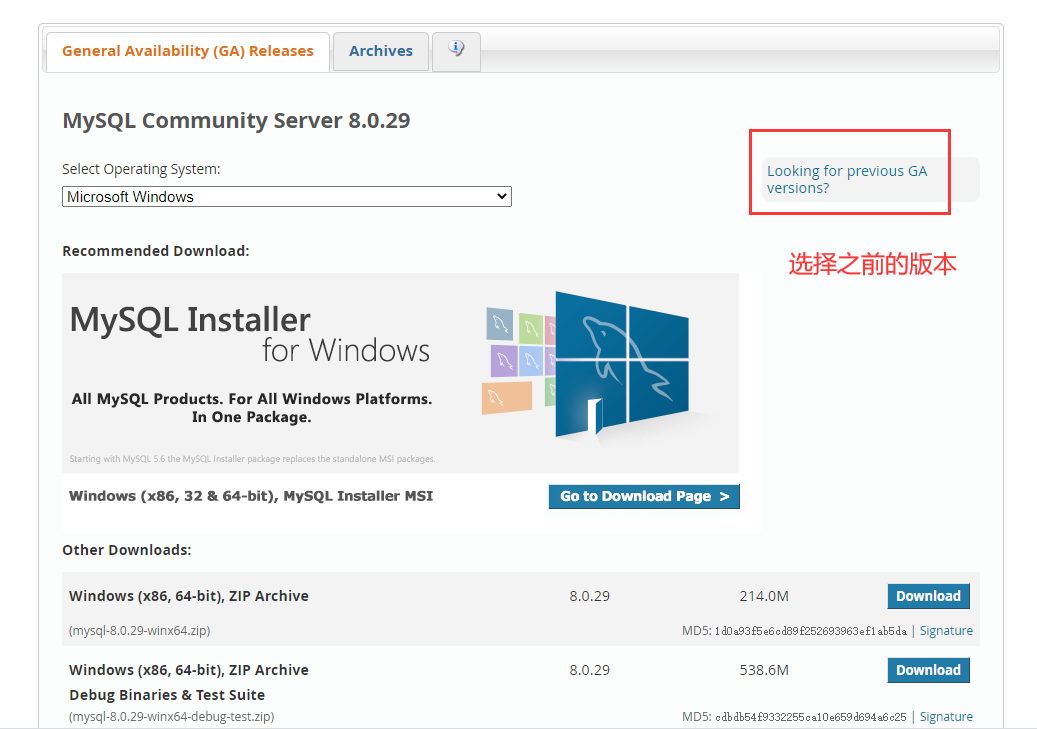 General Availability (GA) Releases
Archives
MySQL Community Server 8.0.29
Select Operating System:
Looking for previous GA
versions?
Microsoft Windows
选择之前的版本
Recommended Download:
MySQL Installer
for Windows
All MySQL Products. For All Windows Platforms.
In One Package.
Starting with MySQL 5.6 the MySQL Installer package replaces the standalone MSI packages.
Windows (x86, 32 & 64-bit), MySQL Installer MSI
Go to Download Page >
Other Downloads:
Windows (x86, 64-bit), ZIP Archive 8.0.29 214.0M Download
(mysql-8.0.29-winx64.zip) MD5: 1d0a93f5e6cd89f252693963ef1ab5da | Signature
Windows (x86, 64-bit), ZIP Archive 8.0.29 538.6M Download
Debug Binaries & Test Suite
(mysql-8.0.29-winx64-debug-test.zip) MD5: cdbdb54f9332255ca10e659d694a6c25 | Signature